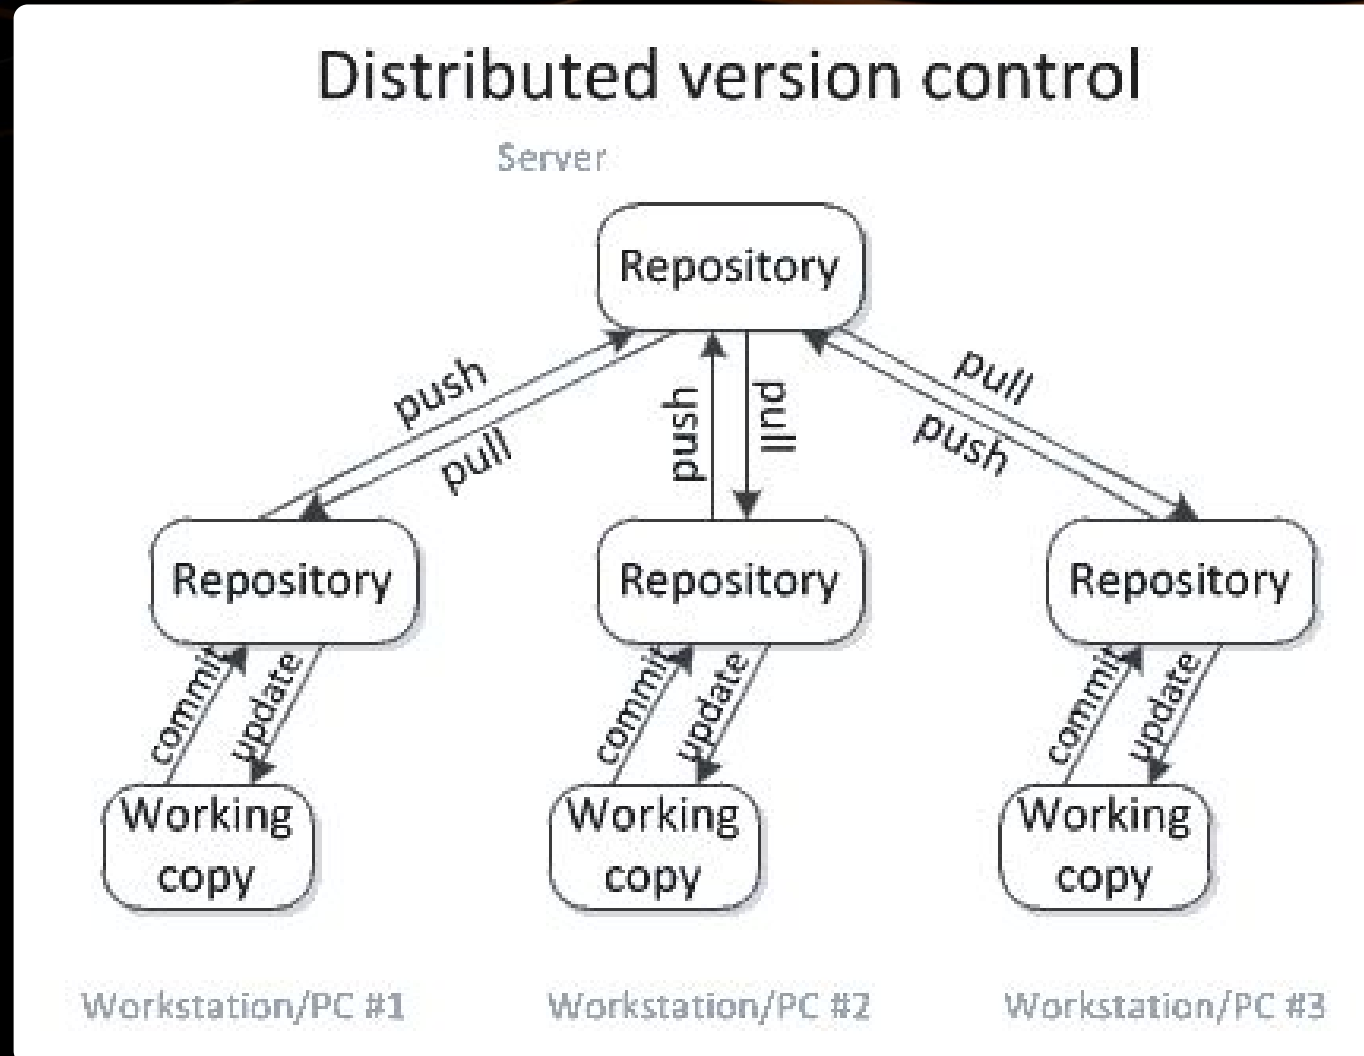 Distributed version control
Server
Repository
push
pull
push
pull
pull
push
Repository
Repository
Repository
commit
update
commit
update
commit
update
Working
copy
Working
copy
Working
copy
Workstation/PC #1
Workstation/PC #2
Workstation/PC #3